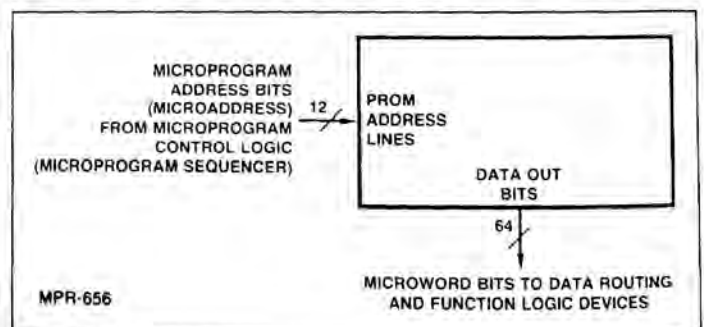 MICROPROGRAM
ADDRESS BITS
(MICROADDRESS)
FROM MICROPROGRAM
CONTROL LOGIC
(MICROPROGRAM SEQUENCER)
12
PROM
ADDRESS
LINES
DATA OUT
BITS
64
MICROWORD BITS TO DATA ROUTING
AND FUNCTION LOGIC DEVICES
MPR-656